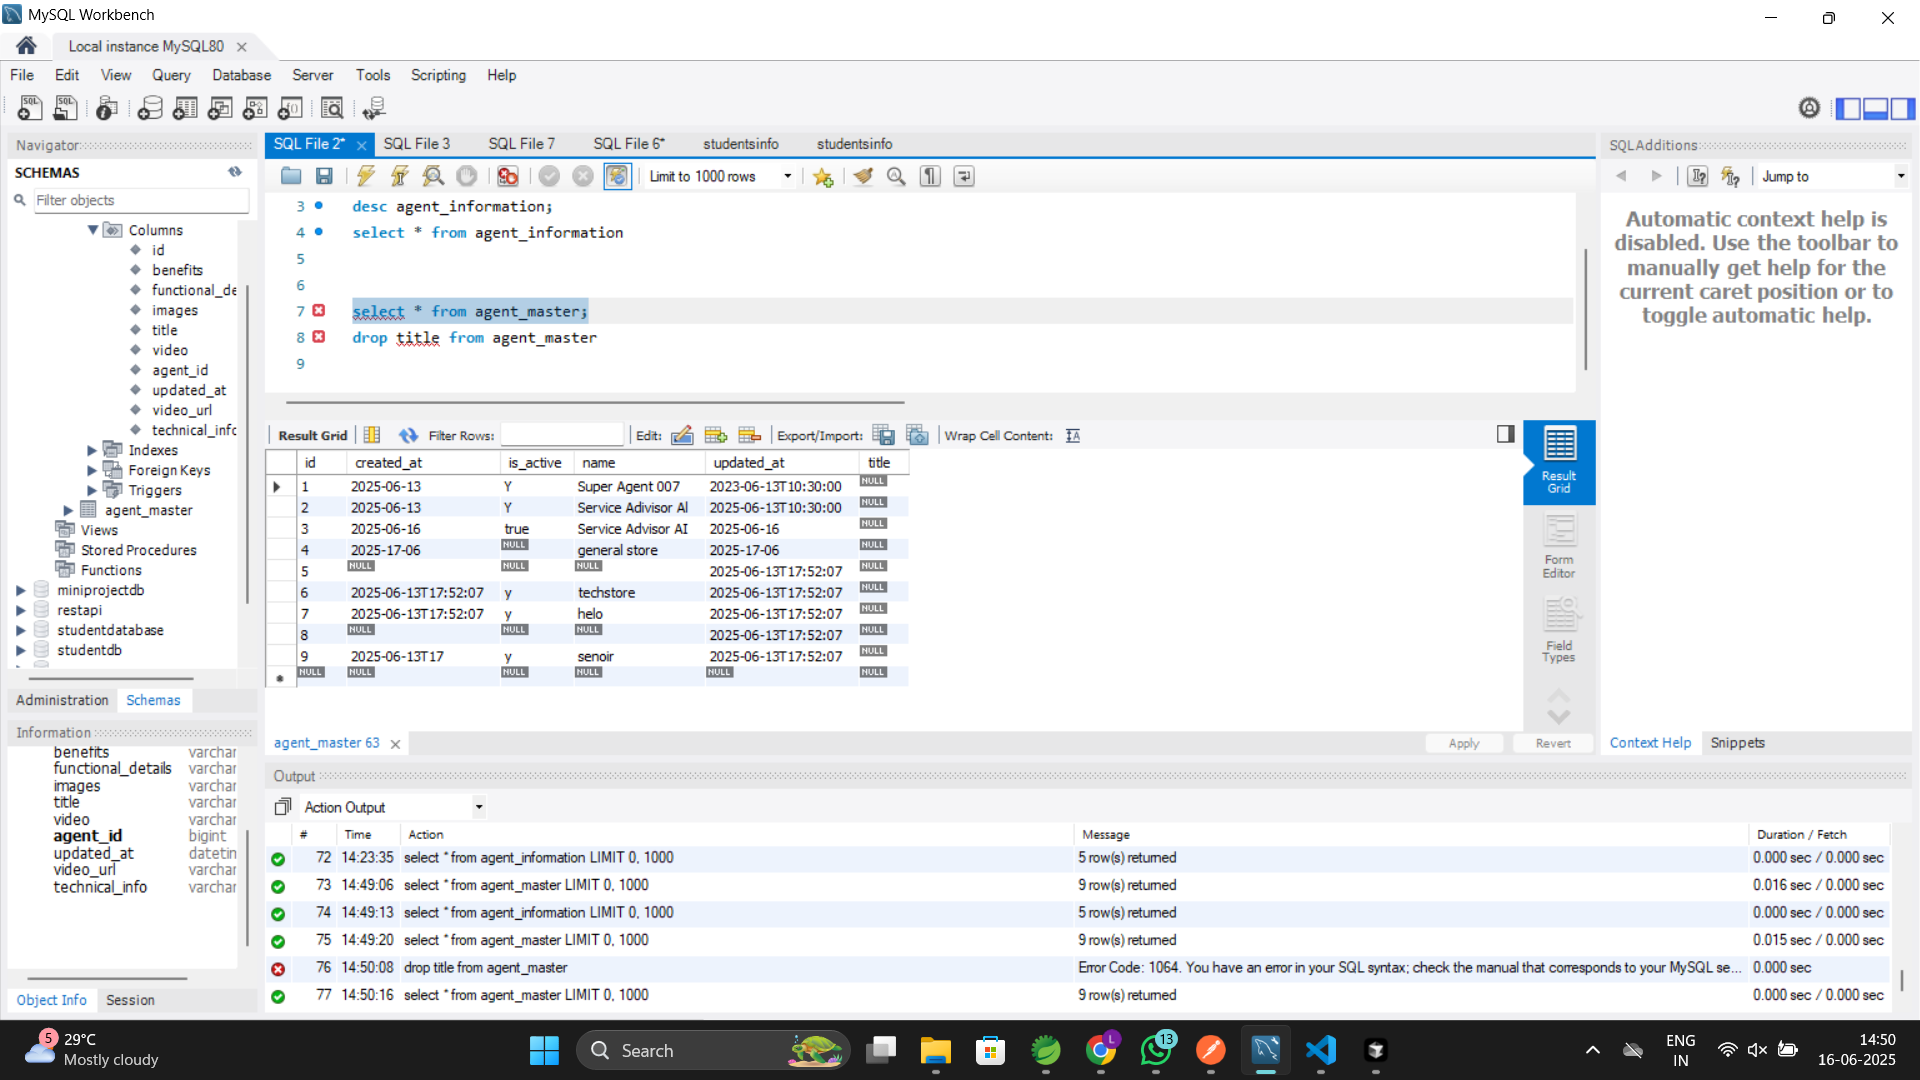 MySQL Workbench
Local instance MySQL80
File Edit View Query Database Server Tools Scripting Help
Navigator
SCHEMAS
Filter objects
Columns
id
benefits
functional_de
images
title
video
agent_id
updated_at
video_url
technical_info
Indexes
Foreign Keys
Triggers
agent_master
Views
Stored Procedures
Functions
miniprojectdb
restapi
studentdatabase
studentdb
Administration Schemas
Information
benefits varchar
functional_details varchar
images varchar
title varchar
video varchar
agent_id bigint
updated_at datetim
video_url varchar
technical_info varchar
Object Info Session
SQL File 2* SQL File 3 SQL File 7 SQL File 6* studentsinfo studentsinfo
Limit to 1000 rows
3 desc agent_information;
4 select * from agent_information
5
6
7 select * from agent_master;
8 drop title from agent_master
9
Result Grid Filter Rows: Edit: Export/Import: Wrap Cell Content:
id created_at is_active name updated_at title
1 2025-06-13 Y Super Agent 007 2023-06-13T10:30:00 NULL
2 2025-06-13 Y Service Adivisor AI 2025-06-13T10:30:00 NULL
3 2025-06-16 true Service Advisor AI 2025-06-16 NULL
4 2025-17-06 NULL general store 2025-17-06 NULL
5 NULL NULL NULL 2025-06-13T17:52:07 NULL
6 2025-06-13T17:52:07 y techstore 2025-06-13T17:52:07 NULL
7 2025-06-13T17:52:07 y helo 2025-06-13T17:52:07 NULL
8 NULL NULL NULL 2025-06-13T17:52:07 NULL
9 2025-06-13T17 y senoir 2025-06-13T17:52:07 NULL
NULL NULL NULL NULL NULL NULL
Result Grid
Form Editor
Field Types
agent_master 63
Apply Revert
SQLAdditions
Jump to
Automatic context help is
disabled. Use the toolbar to
manually get help for the
current caret position or to
toggle automatic help.
Context Help Snippets
Output
Action Output
# Time Action Message Duration / Fetch
72 14:23:35 select * from agent_information LIMIT 0, 1000 5 row(s) returned 0.000 sec / 0.000 sec
73 14:49:06 select * from agent_master LIMIT 0, 1000 9 row(s) returned 0.016 sec / 0.000 sec
74 14:49:13 select * from agent_information LIMIT 0, 1000 5 row(s) returned 0.000 sec / 0.000 sec
75 14:49:20 select * from agent_master LIMIT 0, 1000 9 row(s) returned 0.015 sec / 0.000 sec
76 14:50:08 drop title from agent_master Error Code: 1064. You have an error in your SQL syntax; check the manual that corresponds to your MySQL se... 0.000 sec
77 14:50:16 select * from agent_master LIMIT 0, 1000 9 row(s) returned 0.000 sec / 0.000 sec
5
29°C
Mostly cloudy
Search
L
13
ENG
IN
14:50
16-06-2025